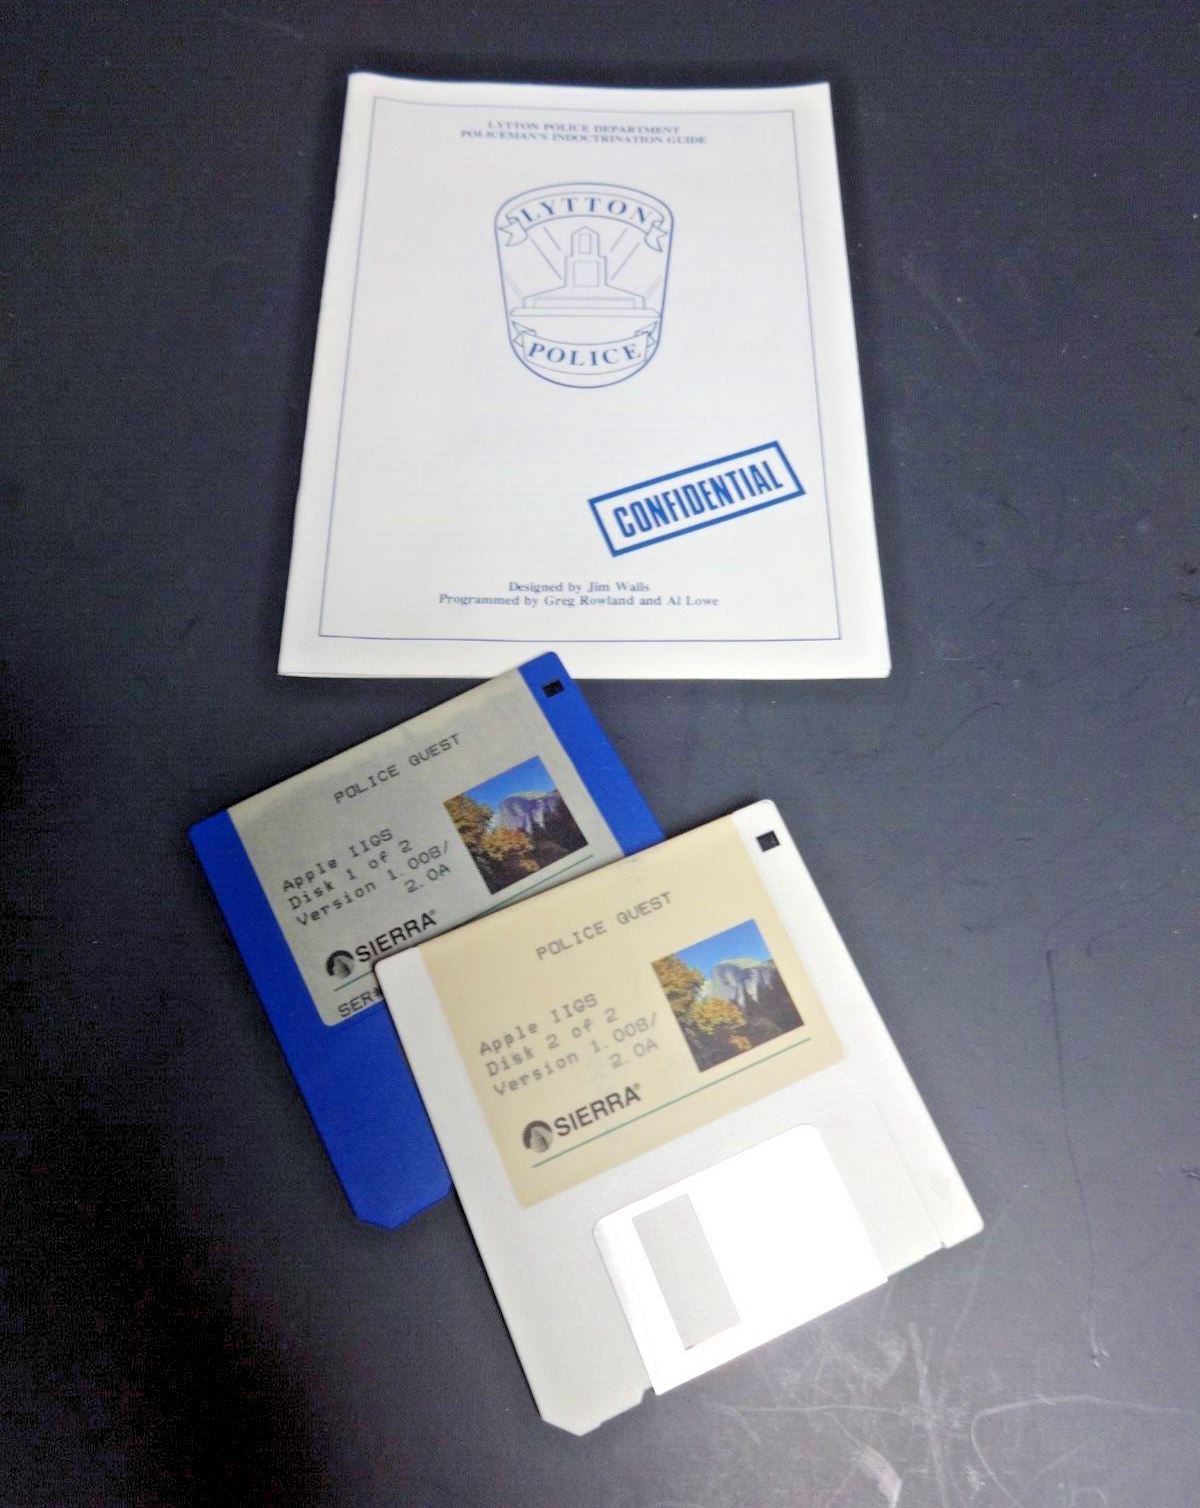 LYTTON POLICE DEPARTMENT
POLICEMAN'S INDOCTRINATION GUIDE
LYTTON
POLICE
CONFIDENTIAL
Designed by Jim Walls
Programmed by Greg Rowland and Al Lowe
POLICE QUEST
Apple IIGS
Disk 1 of 2
Version 1.008/
2.0A
SIERRA®
SER
POLICE QUEST
Apple IIGS
Disk 2 of 2
Version 1.008/
2.0A
SIERRA®